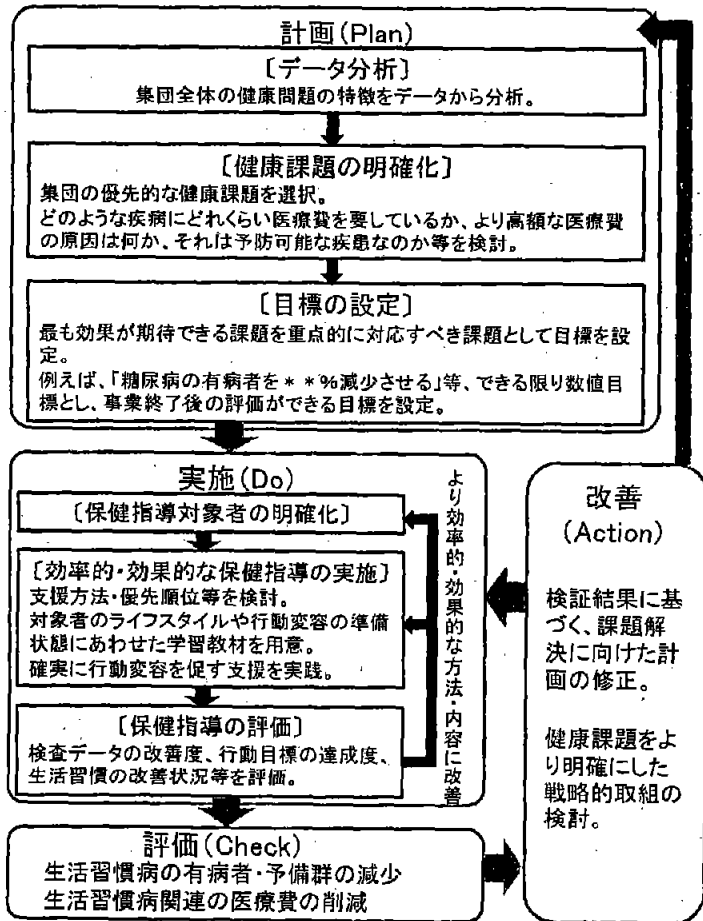 計画(Plan)
〔データ分析〕
集団全体の健康問題の特徴をデータから分析。
〔健康課題の明確化〕
集団の優先的な健康課題を選択。
どのような疾病にどれくらい医療費を要しているか、より高額な医療費
の原因は何か、それは予防可能な疾患なのか等を検討。
〔目標の設定〕
最も効果が期待できる課題を重点的に対応すべき課題として目標を設
定。
例えば、「糖尿病の有病者を＊＊%減少させる」等、できる限り数値目
標とし、事業終了後の評価ができる目標を設定。
実施(Do)
〔保健指導対象者の明確化〕
〔効率的・効果的な保健指導の実施〕
支援方法・優先順位等を検討。
対象者のライフスタイルや行動変容の準備
状態にあわせた学習教材を用意。
確実に行動変容を促す支援を実践。
〔保健指導の評価〕
検査データの改善度、行動目標の達成度、
生活習慣の改善状況等を評価。
より効率的・効果的な方法・内容に改善
評価(Check)
生活習慣病の有病者・予備群の減少
生活習慣病関連の医療費の削減
改善
(Action)
検証結果に基
づく、課題解
決に向けた計
画の修正。
健康課題をよ
り明確にした
戦略的取組の
検討。